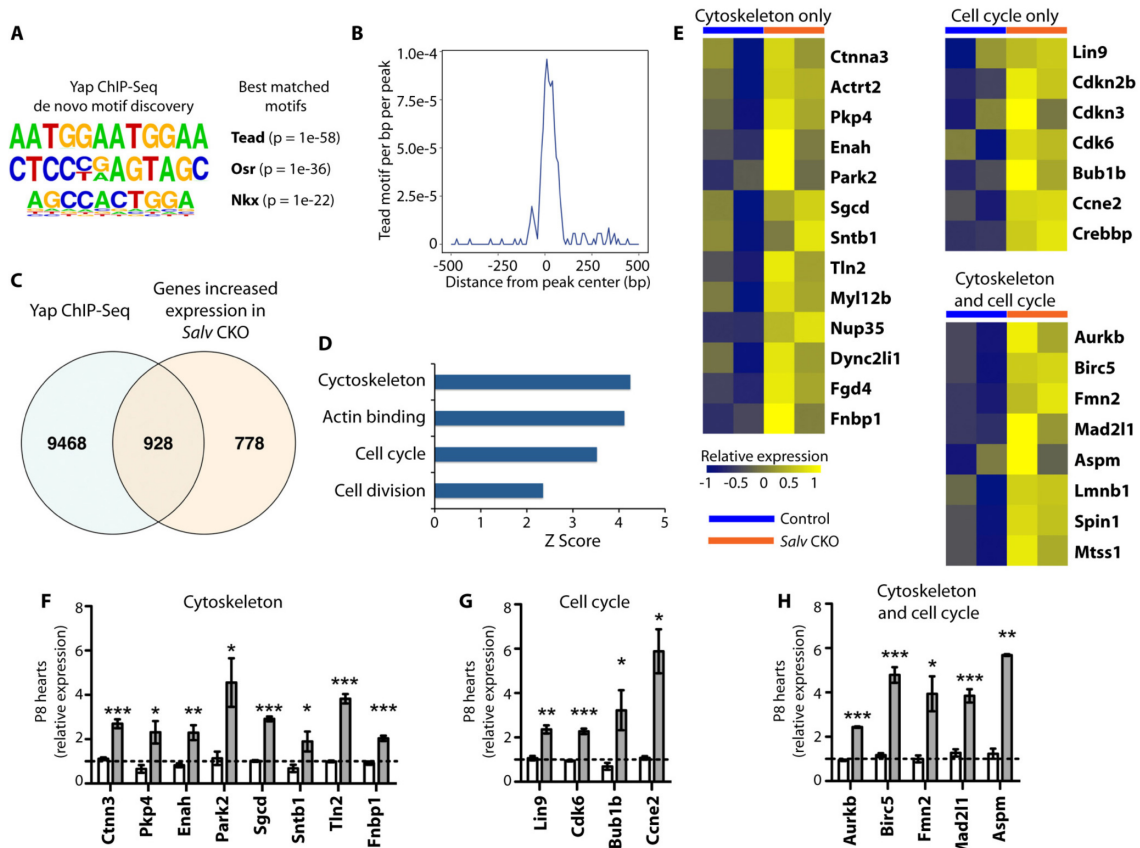 A
Yap ChIP-Seq
de novo motif discovery
Best matched
motifs
AATGGAATGGAA
Tead (p = 1e-58)
Osr (p = 1e-36)
AGCCACTGGA
Nkx (p = 1e-22)
B
Tead motif per bp per peak
1.0e-4
7.5e-5
5.0e-5
2.5e-5
0
-500
-250
0
250
500
Distance from peak center (bp)
C
Yap ChIP-Seq
Genes increased
expression in
Salv CKO
9468
928
778
D
Cyctoskeleton
Actin binding
Cell cycle
Cell division
0 1 2 3 4 5
Z Score
E
Cytoskeleton only
Ctnna3
Actrt2
Pkp4
Enah
Park2
Sgcd
Sntb1
Tln2
Myl12b
Nup35
Dync2li1
Fgd4
Fnbp1
Relative expression
-1 -0.5 0 0.5 1
Control
Salv CKO
Cell cycle only
Lin9
Cdkn2b
Cdkn3
Cdk6
Bub1b
Ccne2
Crebbp
Cytoskeleton
and cell cycle
Aurkb
Birc5
Fmn2
Mad2l1
Aspm
Lmnb1
Spin1
Mtss1
F
Cytoskeleton
P8 hearts
(relative expression)
8
6
4
2
0
*** * ** * *** * *** ***
Ctnn3
Pkp4
Enah
Park2
Sgcd
Sntb1
Tln2
Fnbp1
G
Cell cycle
P8 hearts
(relative expression)
8
6
4
2
0
** *** * *
Lin9
Cdk6
Bub1b
Ccne2
H
Cytoskeleton
and cell cycle
P8 hearts
(relative expression)
8
6
4
2
0
*** *** * *** **
Aurkb
Birc5
Fmn2
Mad2l1
Aspm